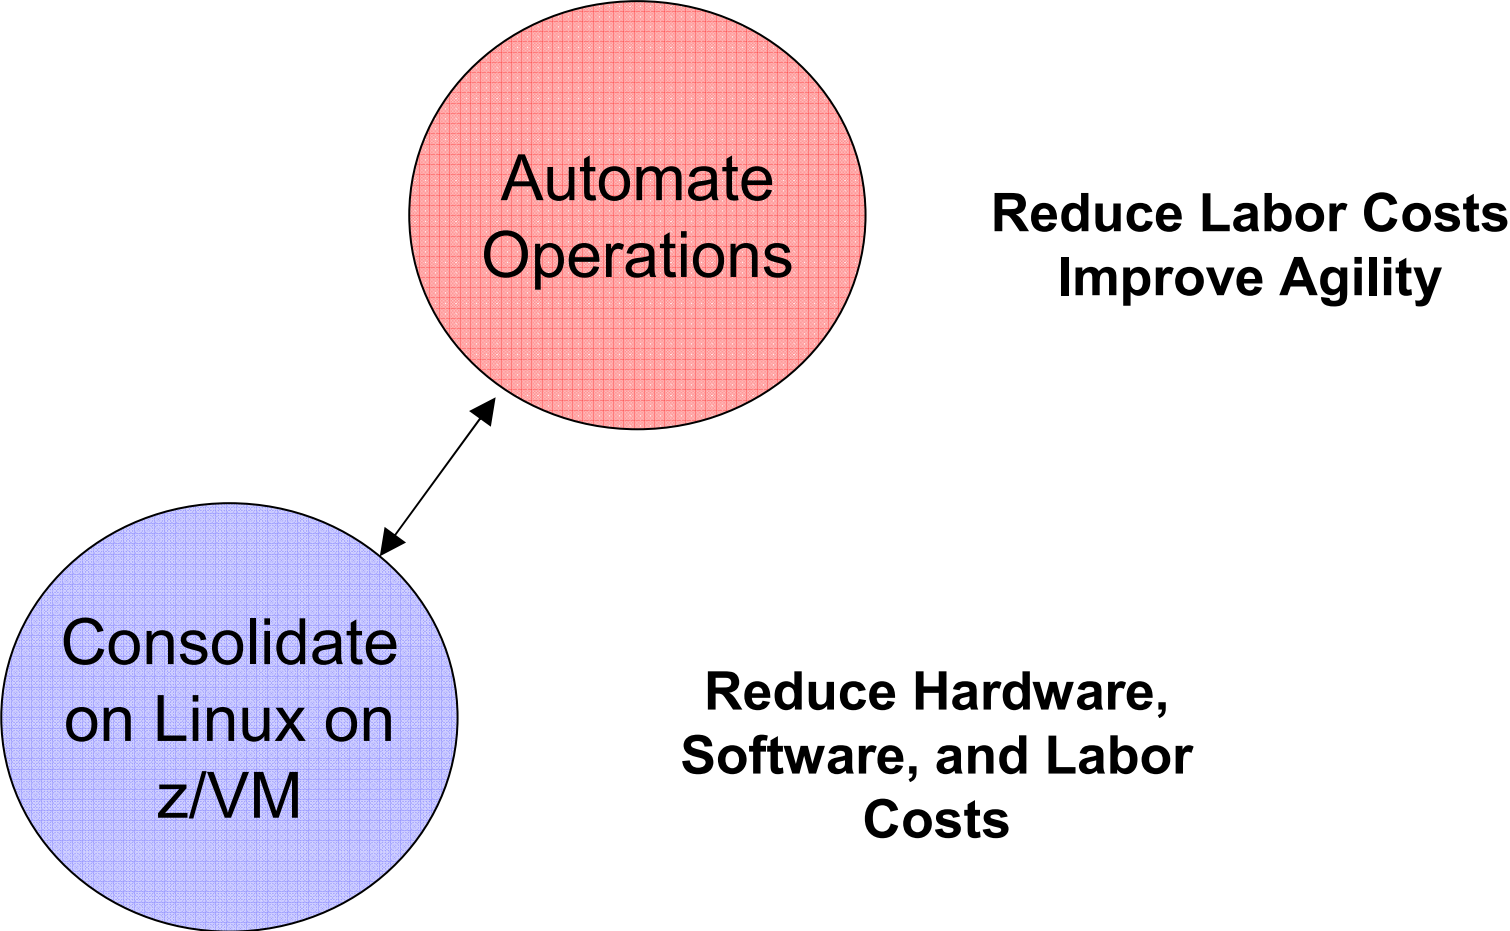 Automate
Operations
Reduce Labor Costs
Improve Agility
Consolidate
on Linux on
z/VM
Reduce Hardware,
Software, and Labor
Costs